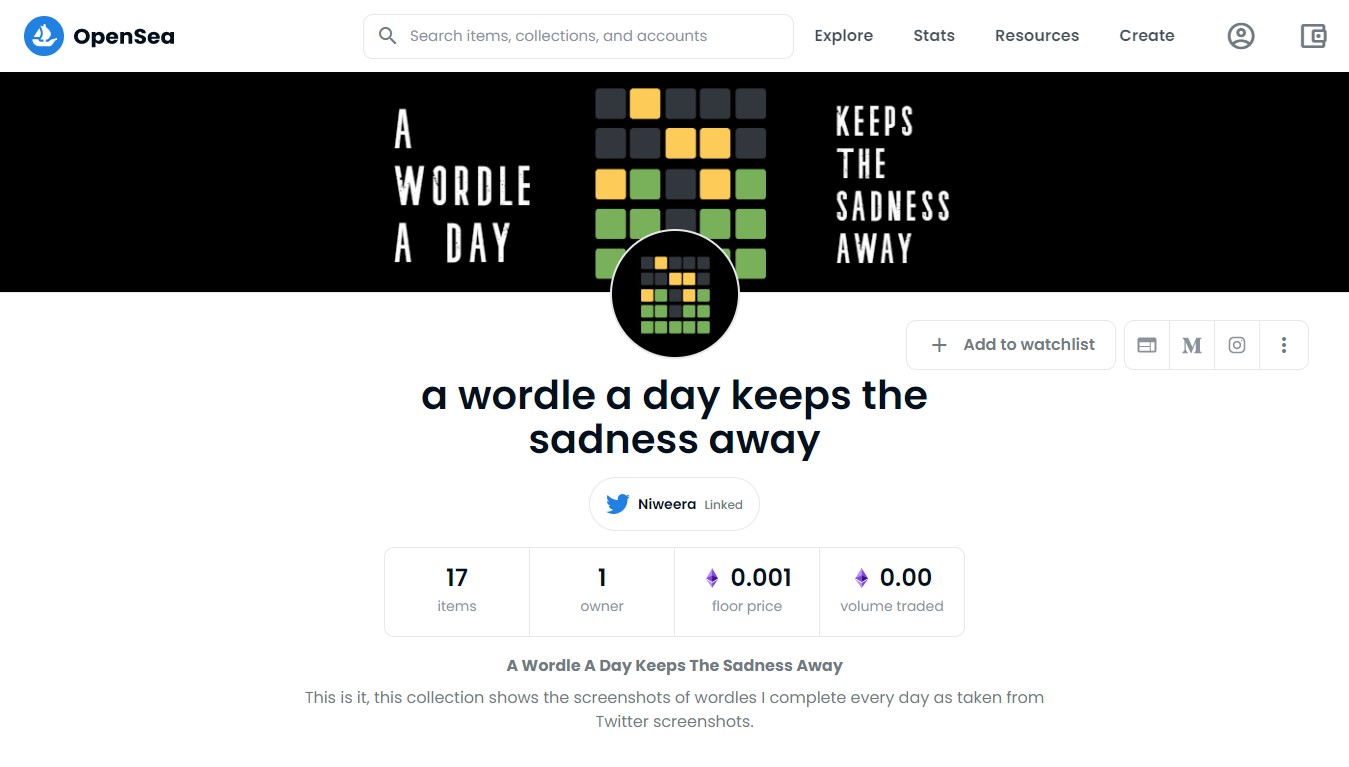 OpenSea
Search items, collections, and accounts
Explore
Stats
Resources
Create
A
WORDLE
A DAY
KEEPS
THE
SADNESS
AWAY
Add to watchlist
a wordle a day keeps the
sadness away
Niweera Linked
17
items
1
owner
0.001
floor price
0.00
volume traded
A Wordle A Day Keeps The Sadness Away
This is it, this collection shows the screenshots of wordles I complete every day as taken from
Twitter screenshots.